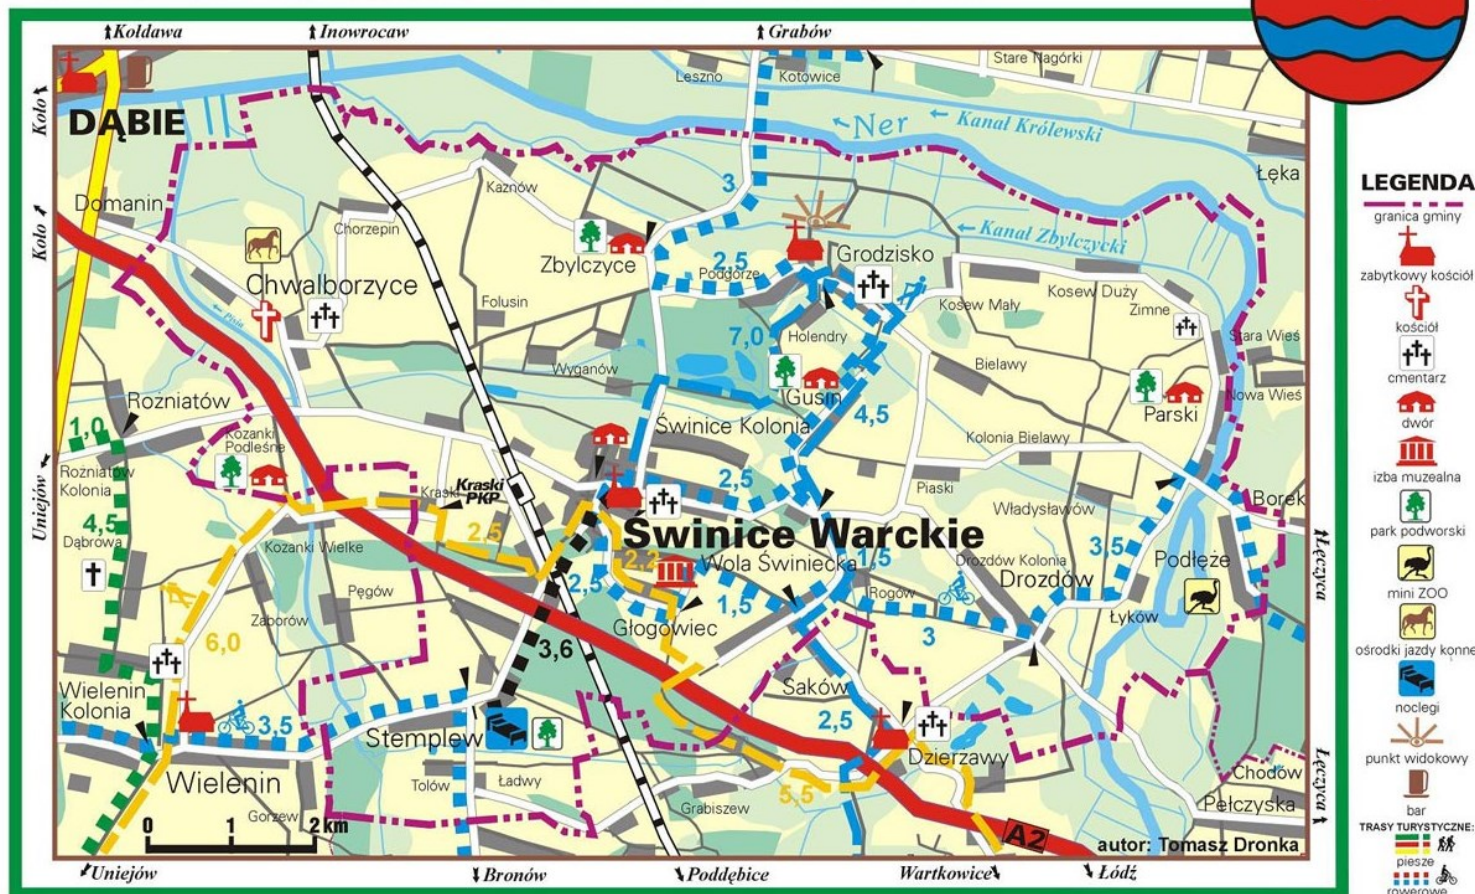 Kołdawa
Inowrocaw
Grabów
Stare Nagórki
Leszno
Kotowice
Koło
DĄBIE
Ner
Kanał Królewski
Łęka
Kaznów
3
Domanin
Koło
Chorzepin
Kanał Zbylczycki
Zbylczyce
Podgórze
2,5
Grodzisko
Chwalborzyce
Folusin
Kosew Mały
Kosew Duży
Zimne
Pisia
7,0
Holendry
Stara Wieś
Wyganów
Bielawy
Nowa Wieś
Rożniatów
Gusin
4,5
Parski
1,0
Kozanki
Podleśne
Świnice Kolonia
Kolonia Bielawy
Rożniatów
Kolonia
Uniejów
Kraski
Kraski
PKP
2,5
Piaski
Borek
4,5
Władysławów
Dąbrowa
2,5
Świnice Warckie
Kozanki Wielke
2,2
Wola Świniecka
1,5
Drozdów Kolonia
3,5
Podłęże
Łęczyca
Pęgów
2,5
1,5
Rogów
Drozdów
Zaborów
Głogowiec
3
Łyków
6,0
3,6
Wielenin
Kolonia
3,5
Saków
2,5
Stemplew
Dzierzawy
Wielenin
Tolów
Ładwy
Chodów
Łęczyca
Gorzew
Grabiszew
5,5
Pełczyska
0 1 2 km
A2
autor: Tomasz Dronka
Uniejów
Bronów
Poddębice
Wartkowice
Łódź
LEGENDA
granica gminy
zabytkowy kościół
kościół
cmentarz
dwór
izba muzealna
park podworski
mini ZOO
ośrodki jazdy konnej
noclegi
punkt widokowy
bar
TRASY TURYSTYCZNE:
piesze
rowerowe